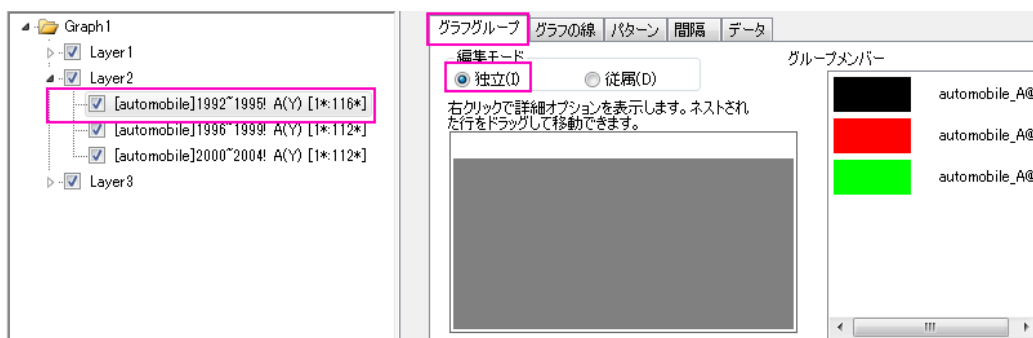 Graph1
Layer1
Layer2
[automobile]1992~1995! A(Y) [1*:116*]
[automobile]1996~1999! A(Y) [1*:112*]
[automobile]2000~2004! A(Y) [1*:112*]
Layer3
グラフグループ グラフの線 パターン 間隔 データ
編集モード
独立(I) 従属(D)
右クリックで詳細オプションを表示します。ネストされ
た行をドラッグして移動できます。
グループメンバー
automobile_A@
automobile_A@
automobile_A@